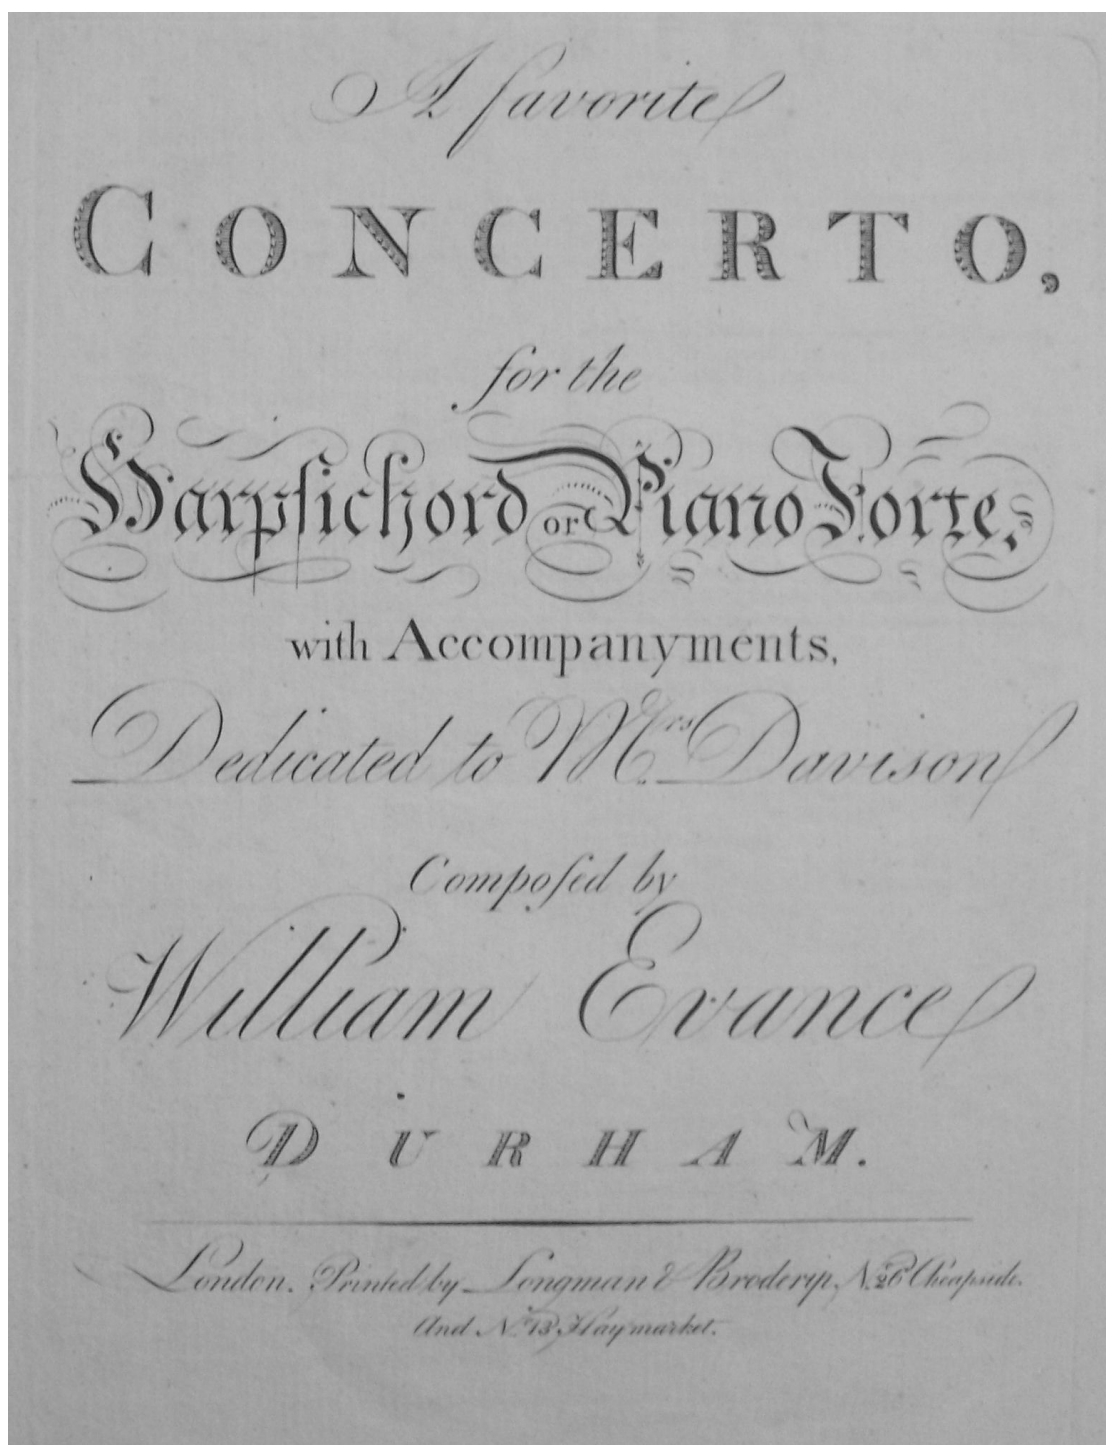 A favorite
CONCERTO,
for the
Harpſichord or Piano Forte,
with Accompanyments,
Dedicated to Mrs. Davison
Compoſed by
William Evance
DURHAM.
London. Printed by Longman & Broderip, No. 26 Cheapside.
And No. 13 Haymarket.